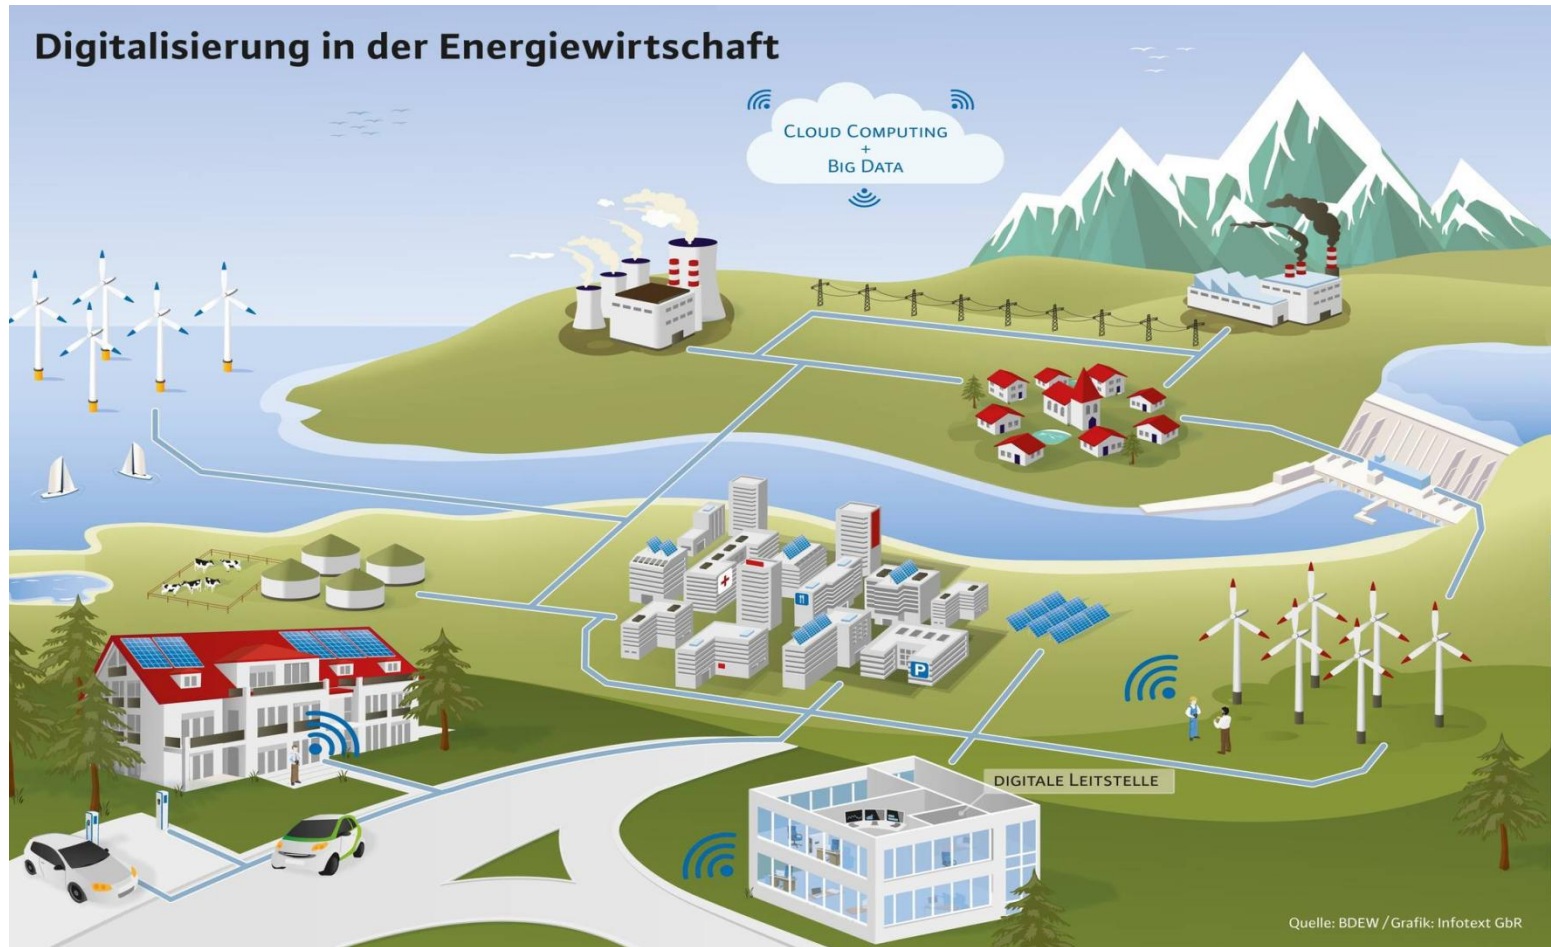 Digitalisierung in der Energiewirtschaft
CLOUD COMPUTING
+
BIG DATA
P
DIGITALE LEITSTELLE
Quelle: BDEW / Grafik: Infotext GbR